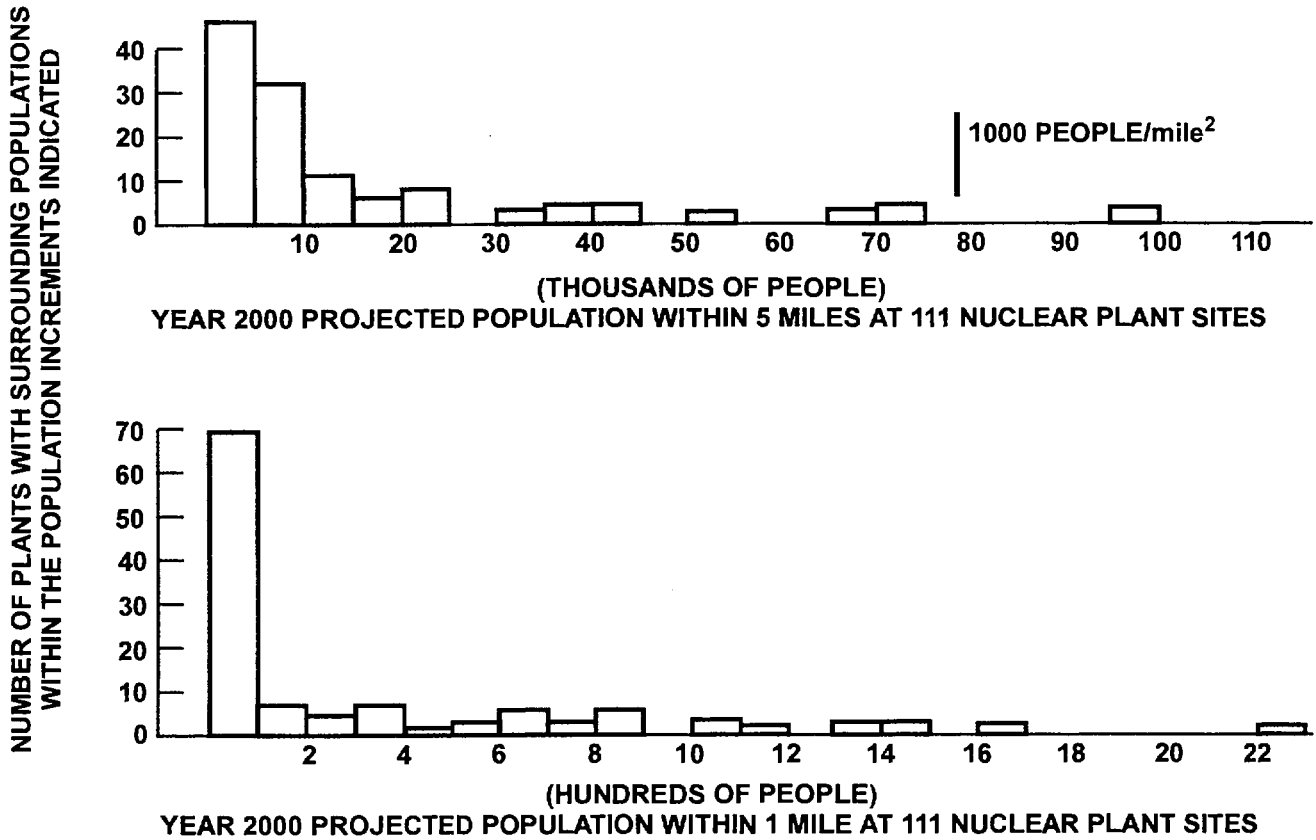 NUMBER OF PLANTS WITH SURROUNDING POPULATIONS
WITHIN THE POPULATION INCREMENTS INDICATED
40
30
20
10
0
1000 PEOPLE/mile²
10 20 30 40 50 60 70 80 90 100 110
(THOUSANDS OF PEOPLE)
YEAR 2000 PROJECTED POPULATION WITHIN 5 MILES AT 111 NUCLEAR PLANT SITES
70
60
50
40
30
20
10
0
2 4 6 8 10 12 14 16 18 20 22
(HUNDREDS OF PEOPLE)
YEAR 2000 PROJECTED POPULATION WITHIN 1 MILE AT 111 NUCLEAR PLANT SITES